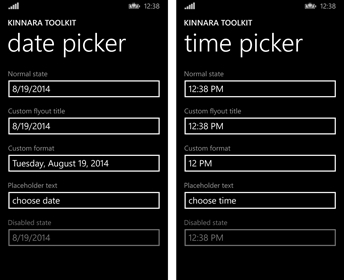 12:38
KINNARA TOOLKIT
date picker
Normal state
8/19/2014
Custom flyout title
8/19/2014
Custom format
Tuesday, August 19, 2014
Placeholder text
choose date
Disabled state
8/19/2014
12:38
KINNARA TOOLKIT
time picker
Normal state
12:38 PM
Custom flyout title
12:38 PM
Custom format
12 PM
Placeholder text
choose time
Disabled state
12:38 PM